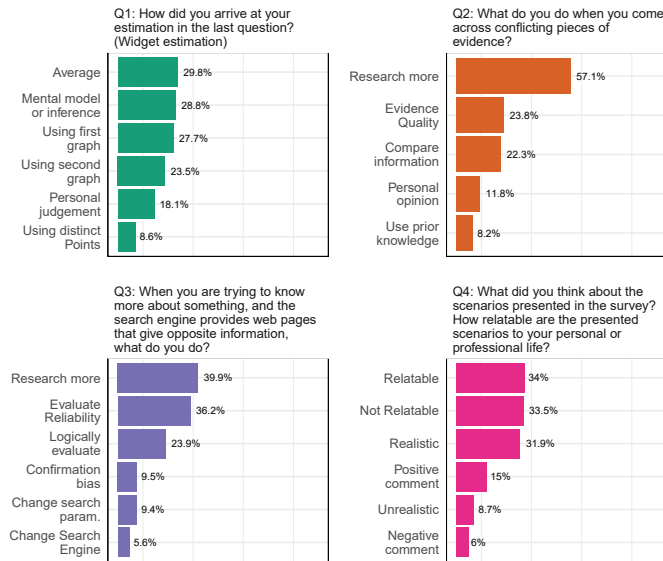 Q1: How did you arrive at your
estimation in the last question?
(Widget estimation)
Average
29.8%
Mental model
or inference
28.8%
Using first
graph
27.7%
Using second
graph
23.5%
Personal
judgement
18.1%
Using distinct
Points
8.6%
Q2: What do you do when you come
across conflicting pieces of
evidence?
Research more
57.1%
Evidence
Quality
23.8%
Compare
information
22.3%
Personal
opinion
11.8%
Use prior
knowledge
8.2%
Q3: When you are trying to know
more about something, and the
search engine provides web pages
that give opposite information,
what do you do?
Research more
39.9%
Evaluate
Reliability
36.2%
Logically
evaluate
23.9%
Confirmation
bias
9.5%
Change search
param.
9.4%
Change Search
Engine
5.6%
Q4: What did you think about the
scenarios presented in the survey?
How relatable are the presented
scenarios to your personal or
professional life?
Relatable
34%
Not Relatable
33.5%
Realistic
31.9%
Positive
comment
15%
Unrealistic
8.7%
Negative
comment
6%